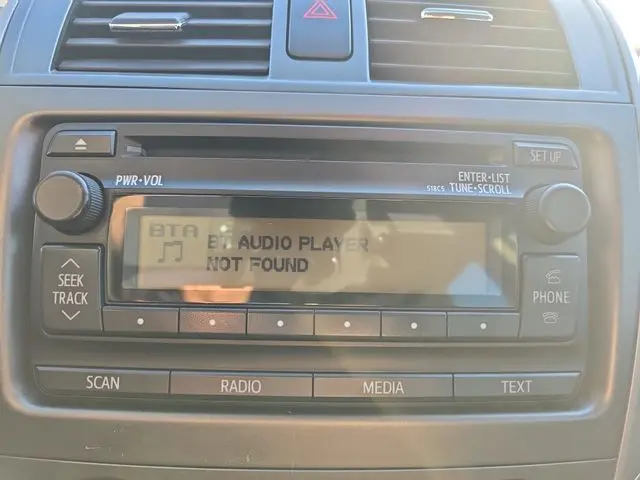 SET UP
PWR•VOL
ENTER•LIST
518C5 TUNE•SCROLL
BTA
BT AUDIO PLAYER
NOT FOUND
SEEK
TRACK
PHONE
SCAN
RADIO
MEDIA
TEXT